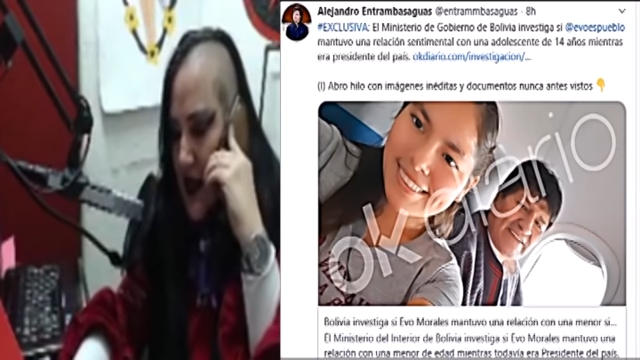 Alejandro Entrambasaguas @entrambasaguas · 8h
#EXCLUSIVA: El Ministerio de Gobierno de Bolivia investiga si @evoespueblo
mantuvo una relación sentimental con una adolescente de 14 años mientras
era presidente del país. okdiario.com/investigacion/...
(I) Abro hilo con imágenes inéditas y documentos nunca antes vistos 👇
okdiario
Bolivia investiga si Evo Morales mantuvo una relación con una menor si...
El Ministerio del Interior de Bolivia investiga si Evo Morales mantuvo una
relación con una menor de edad mientras todavía era Presidente del país.